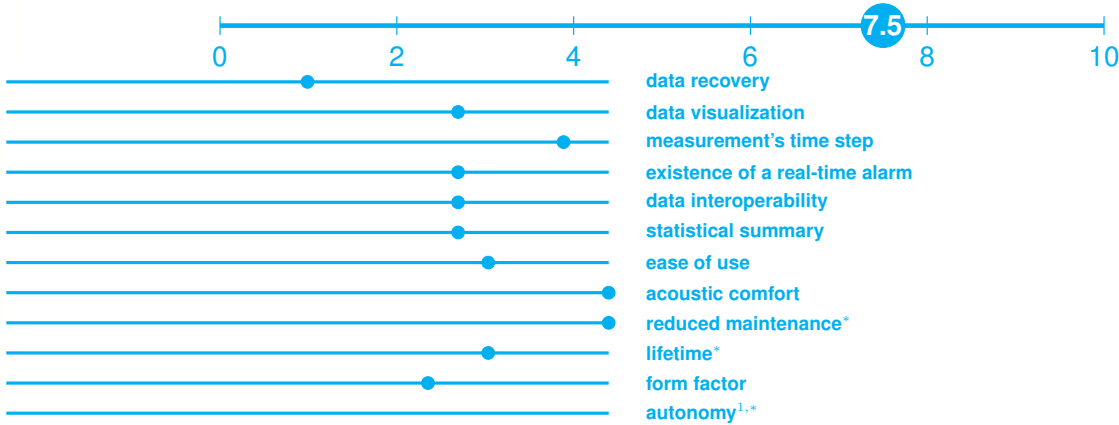 7.5
0 2 4 6 8 10
data recovery
data visualization
measurement's time step
existence of a real-time alarm
data interoperability
statistical summary
ease of use
acoustic comfort
reduced maintenance*
lifetime*
form factor
autonomy1,*